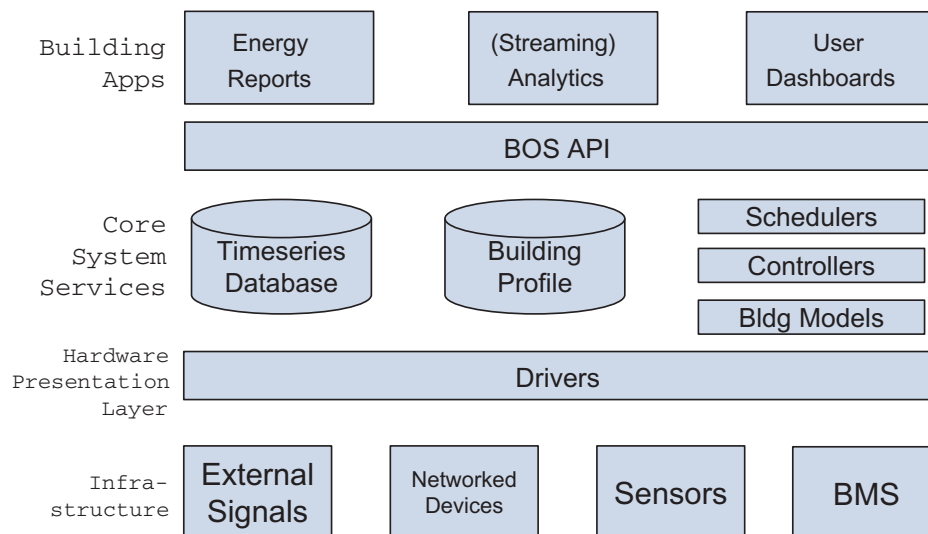 Building
Apps
Energy
Reports
(Streaming)
Analytics
User
Dashboards
BOS API
Core
System
Services
Timeseries
Database
Building
Profile
Schedulers
Controllers
Bldg Models
Hardware
Presentation
Layer
Drivers
Infra-
structure
External
Signals
Networked
Devices
Sensors
BMS